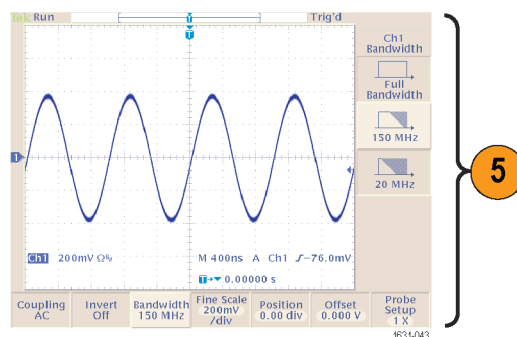 Tek Run Trig'd
T
T
Ch1
Bandwidth
Full
Bandwidth
150 MHz
20 MHz
5
1
Ch1 200mV Ω
M 400ns A Ch1 -76.0mV
T 0.00000 s
Coupling
AC
Invert
Off
Bandwidth
150 MHz
Fine Scale
200mV
/div
Position
0.00 div
Offset
0.000 V
Probe
Setup
1 X
1631-043